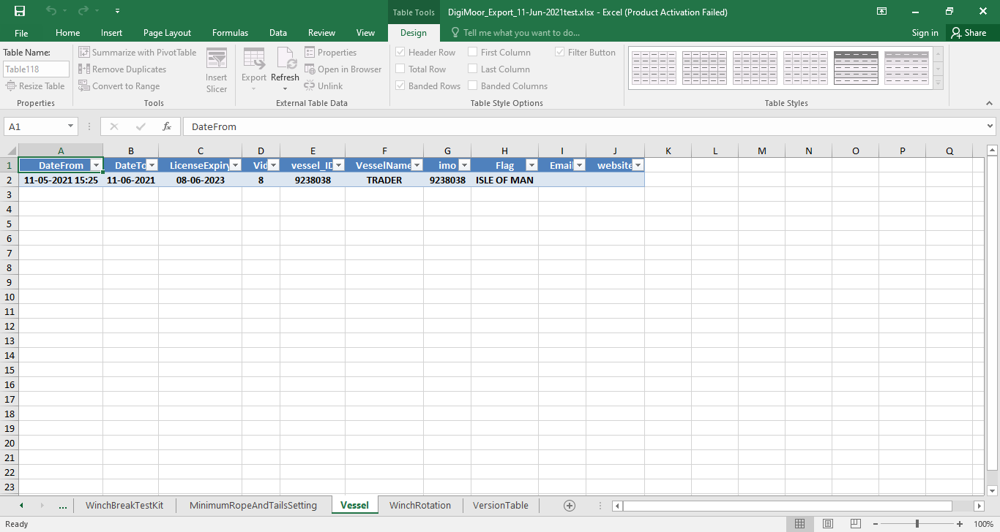 Table Tools DigiMoor_Export_11-Jun-2021test.xlsx - Excel (Product Activation Failed)
File Home Insert Page Layout Formulas Data Review View Design Tell me what you want to do... Sign in Share
Table Name: Summarize with PivotTable Properties Header Row First Column Filter Button
Table118 Remove Duplicates Insert Slicer Export Refresh Open in Browser Total Row Last Column
Resize Table Convert to Range Unlink Banded Rows Banded Columns
Properties Tools External Table Data Table Style Options Table Styles
A1 fx DateFrom
A B C D E F G H I J K L M N O P Q
1 DateFrom DateTo LicenseExpiry Vid vessel_ID VesselName imo Flag Email website
2 11-05-2021 15:25 11-06-2021 08-06-2023 8 9238038 TRADER 9238038 ISLE OF MAN
3
4
5
6
7
8
9
10
11
12
13
14
15
16
17
18
19
20
21
22
23
... WinchBreakTestKit MinimumRopeAndTailsSetting Vessel WinchRotation VersionTable
Ready 100%